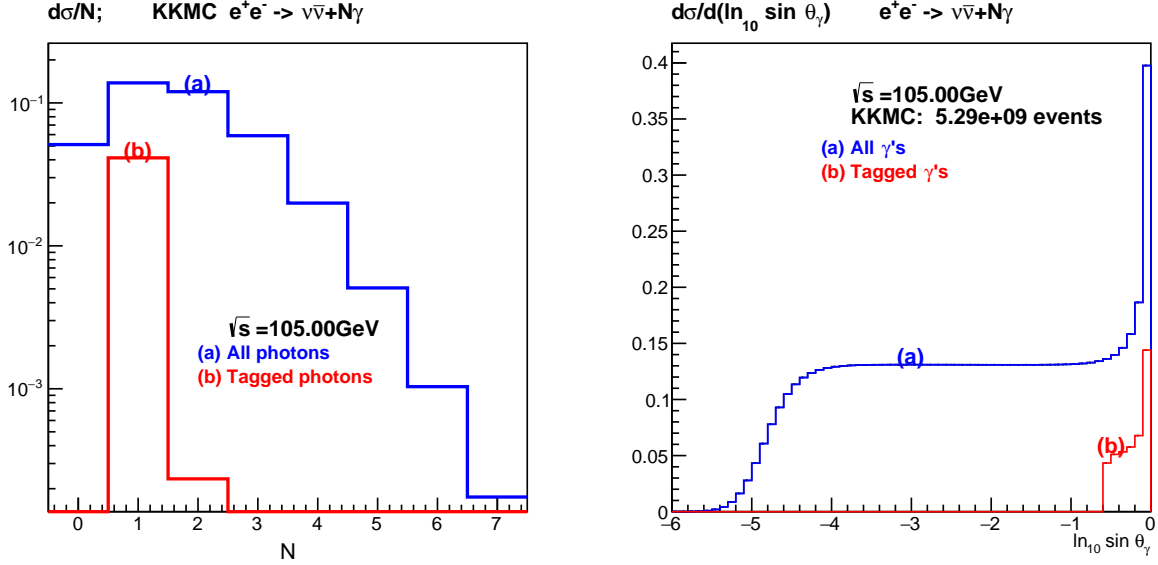 dσ/N; KKMC e⁺e⁻ -> νν̅+Nγ
10⁻¹
10⁻²
10⁻³
(a)
(b)
√s =105.00GeV
(a) All photons
(b) Tagged photons
0 1 2 3 4 5 6 7
N
dσ/d(ln₁₀ sin θᵧ) e⁺e⁻ -> νν̅+Nγ
0.4
0.35
0.3
0.25
0.2
0.15
0.1
0.05
0
√s =105.00GeV
KKMC: 5.29e+09 events
(a) All γ's
(b) Tagged γ's
(a)
(b)
−6 −5 −4 −3 −2 −1 0
ln₁₀ sin θᵧ